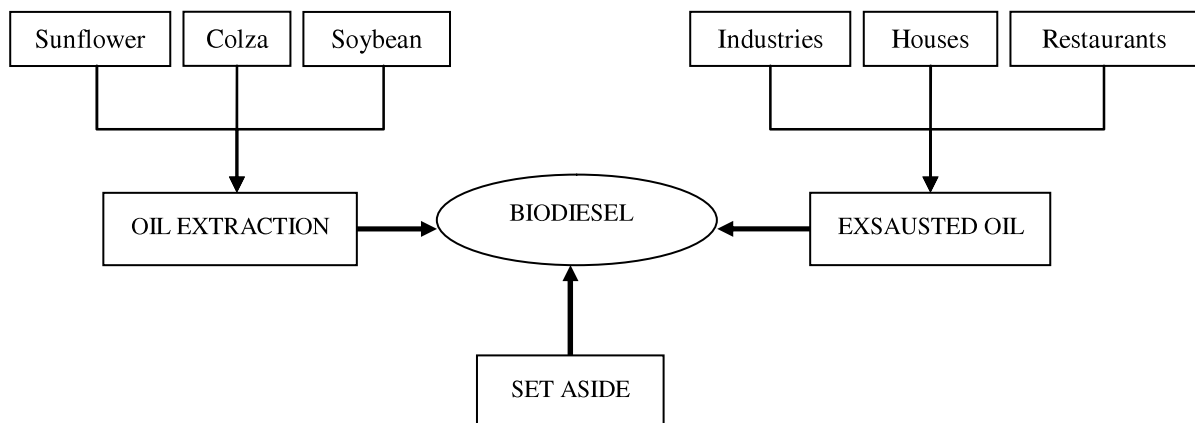 Sunflower
Colza
Soybean
Industries
Houses
Restaurants
OIL EXTRACTION
BIODIESEL
EXSAUSTED OIL
SET ASIDE